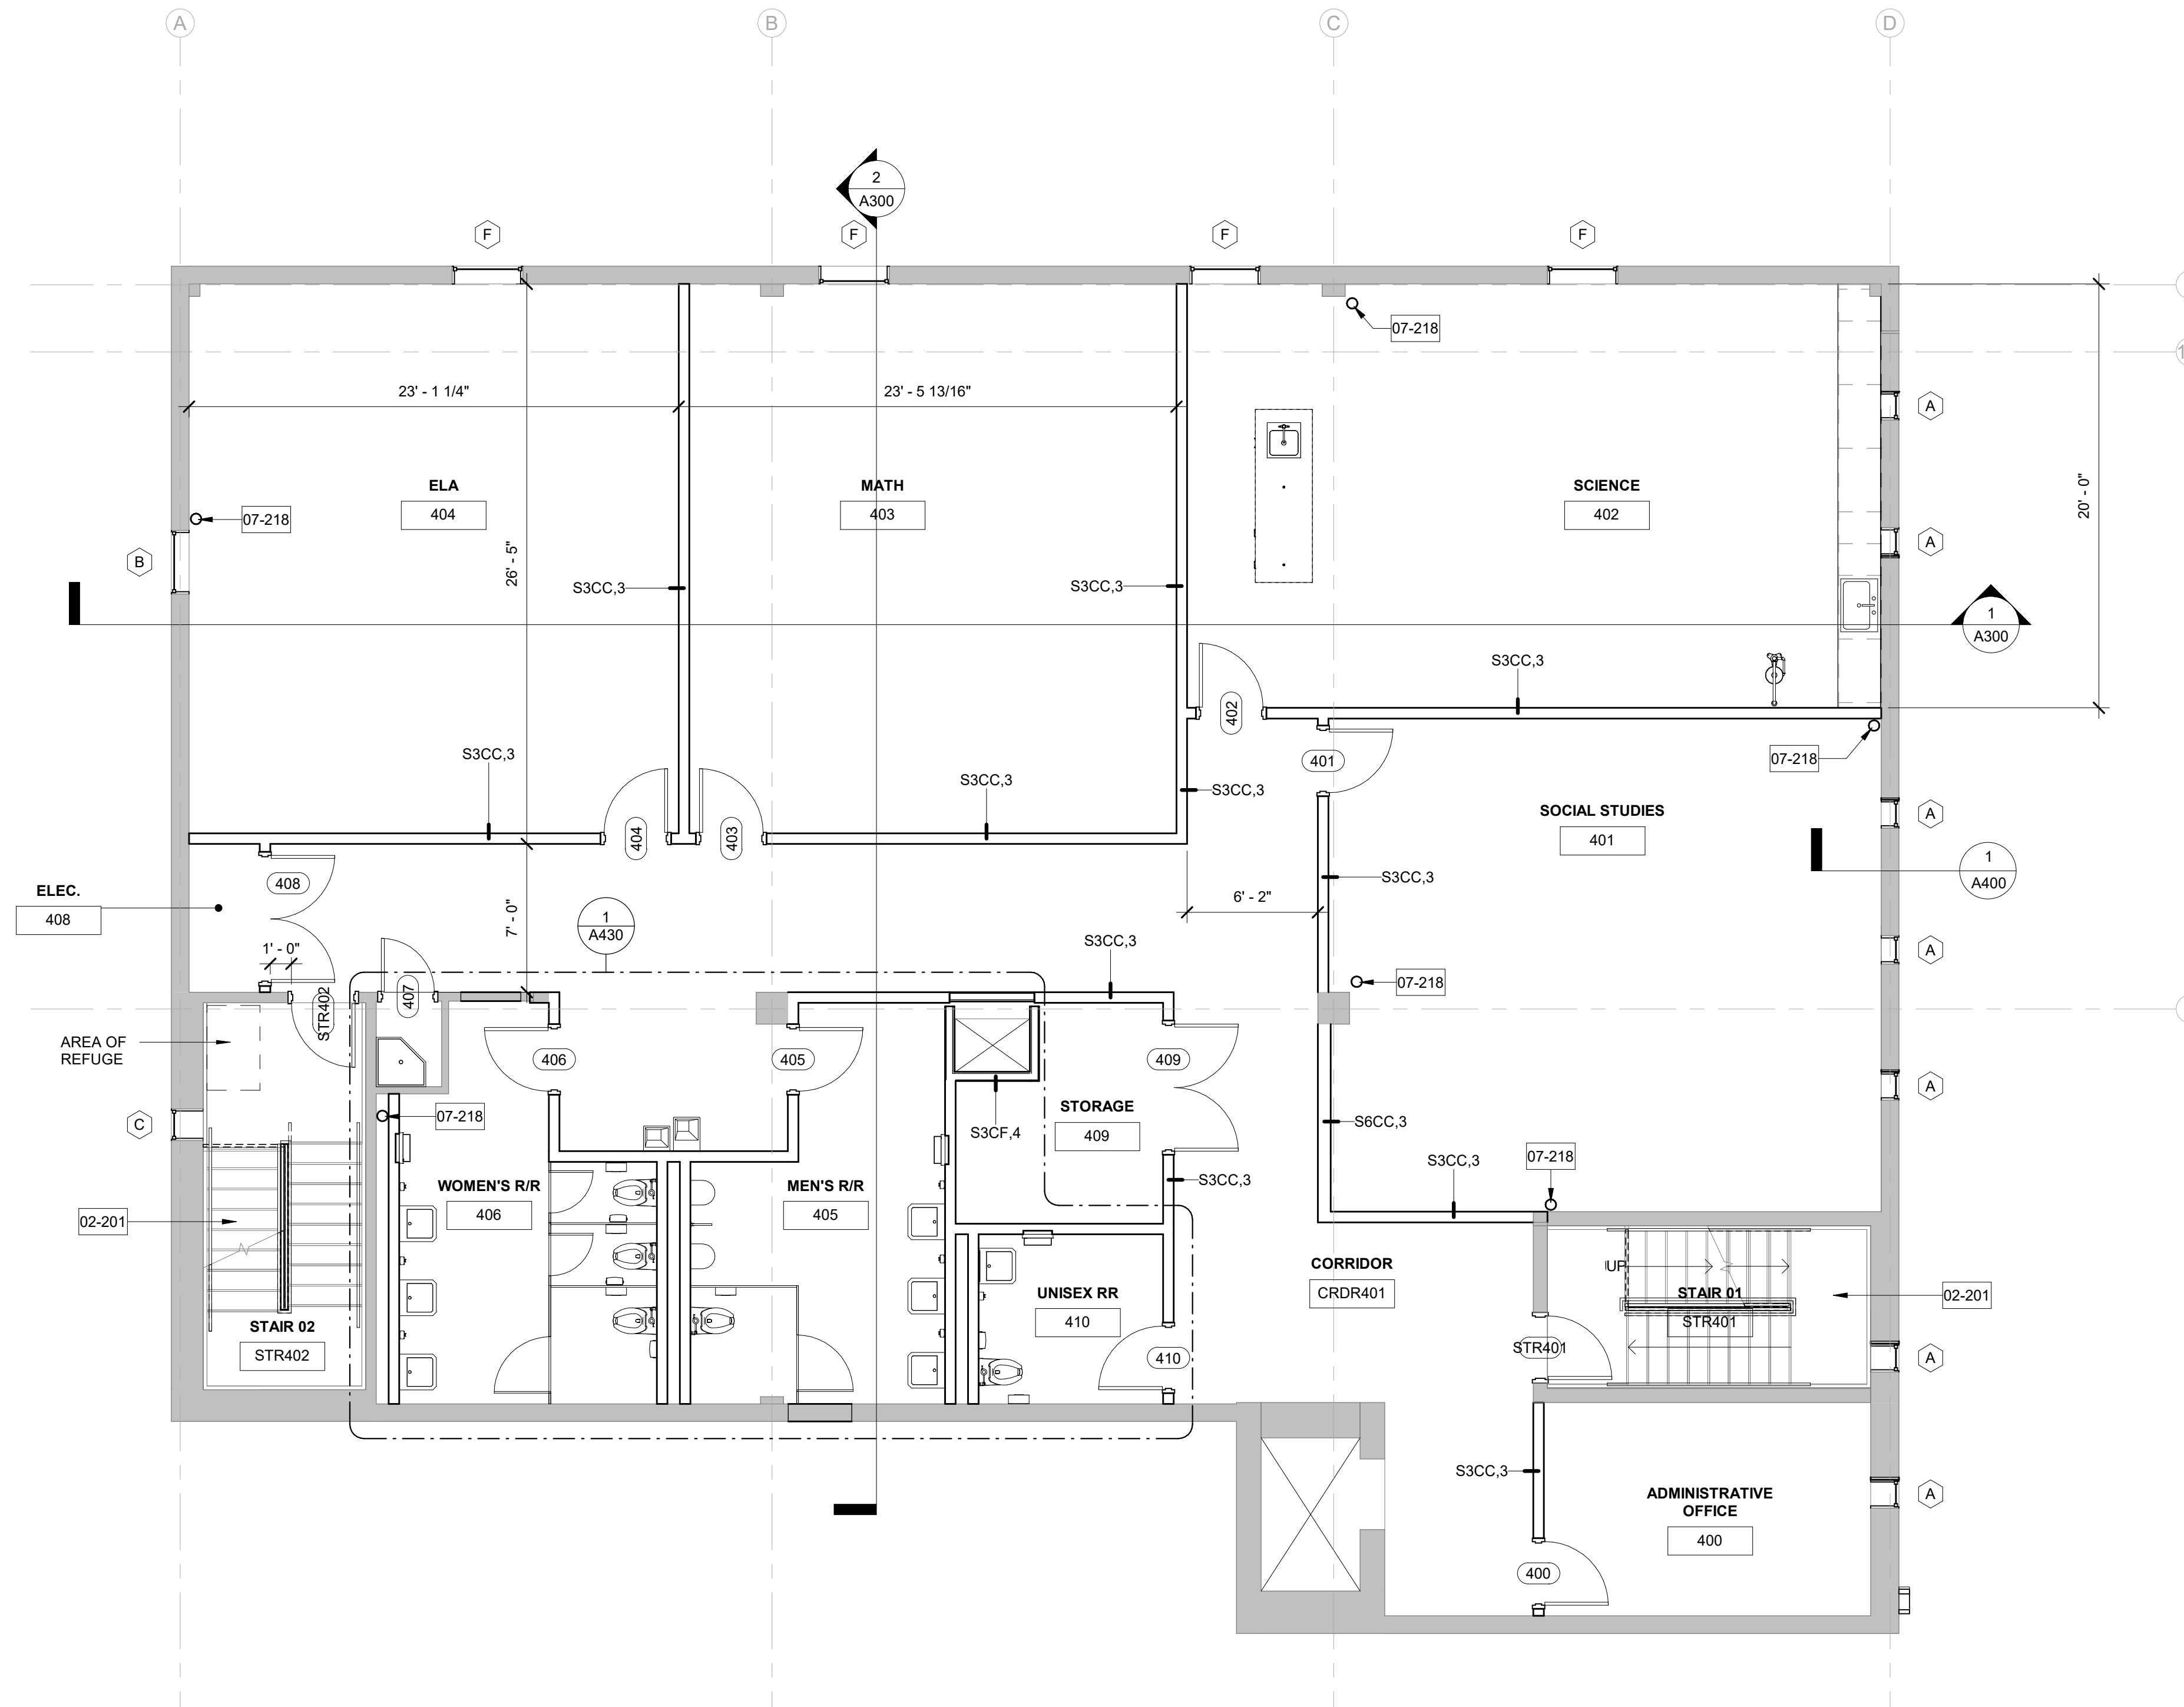 A
B
C
D
2
A300
F
F
F
F
07-218
1
23' - 1 1/4"
23' - 5 13/16"
A
ELA
404
MATH
403
SCIENCE
402
20' - 0"
07-218
26' - 5"
B
A
S3CC,3
S3CC,3
1
A300
S3CC,3
402
S3CC,3
S3CC,3
401
07-218
S3CC,3
404
403
SOCIAL STUDIES
401
A
408
ELEC.
408
S3CC,3
1
A400
6' - 2"
7' - 0"
1
A430
1' - 0"
S3CC,3
A
407
STR402
07-218
AREA OF
REFUGE
406
405
409
A
07-218
STORAGE
409
C
S3CF,4
S6CC,3
07-218
S3CC,3
S3CC,3
WOMEN'S R/R
406
MEN'S R/R
405
02-201
CORRIDOR
CRDR401
UP
UNISEX RR
410
STAIR 01
STR401
02-201
STAIR 02
STR402
410
STR401
A
S3CC,3
ADMINISTRATIVE
OFFICE
400
A
400